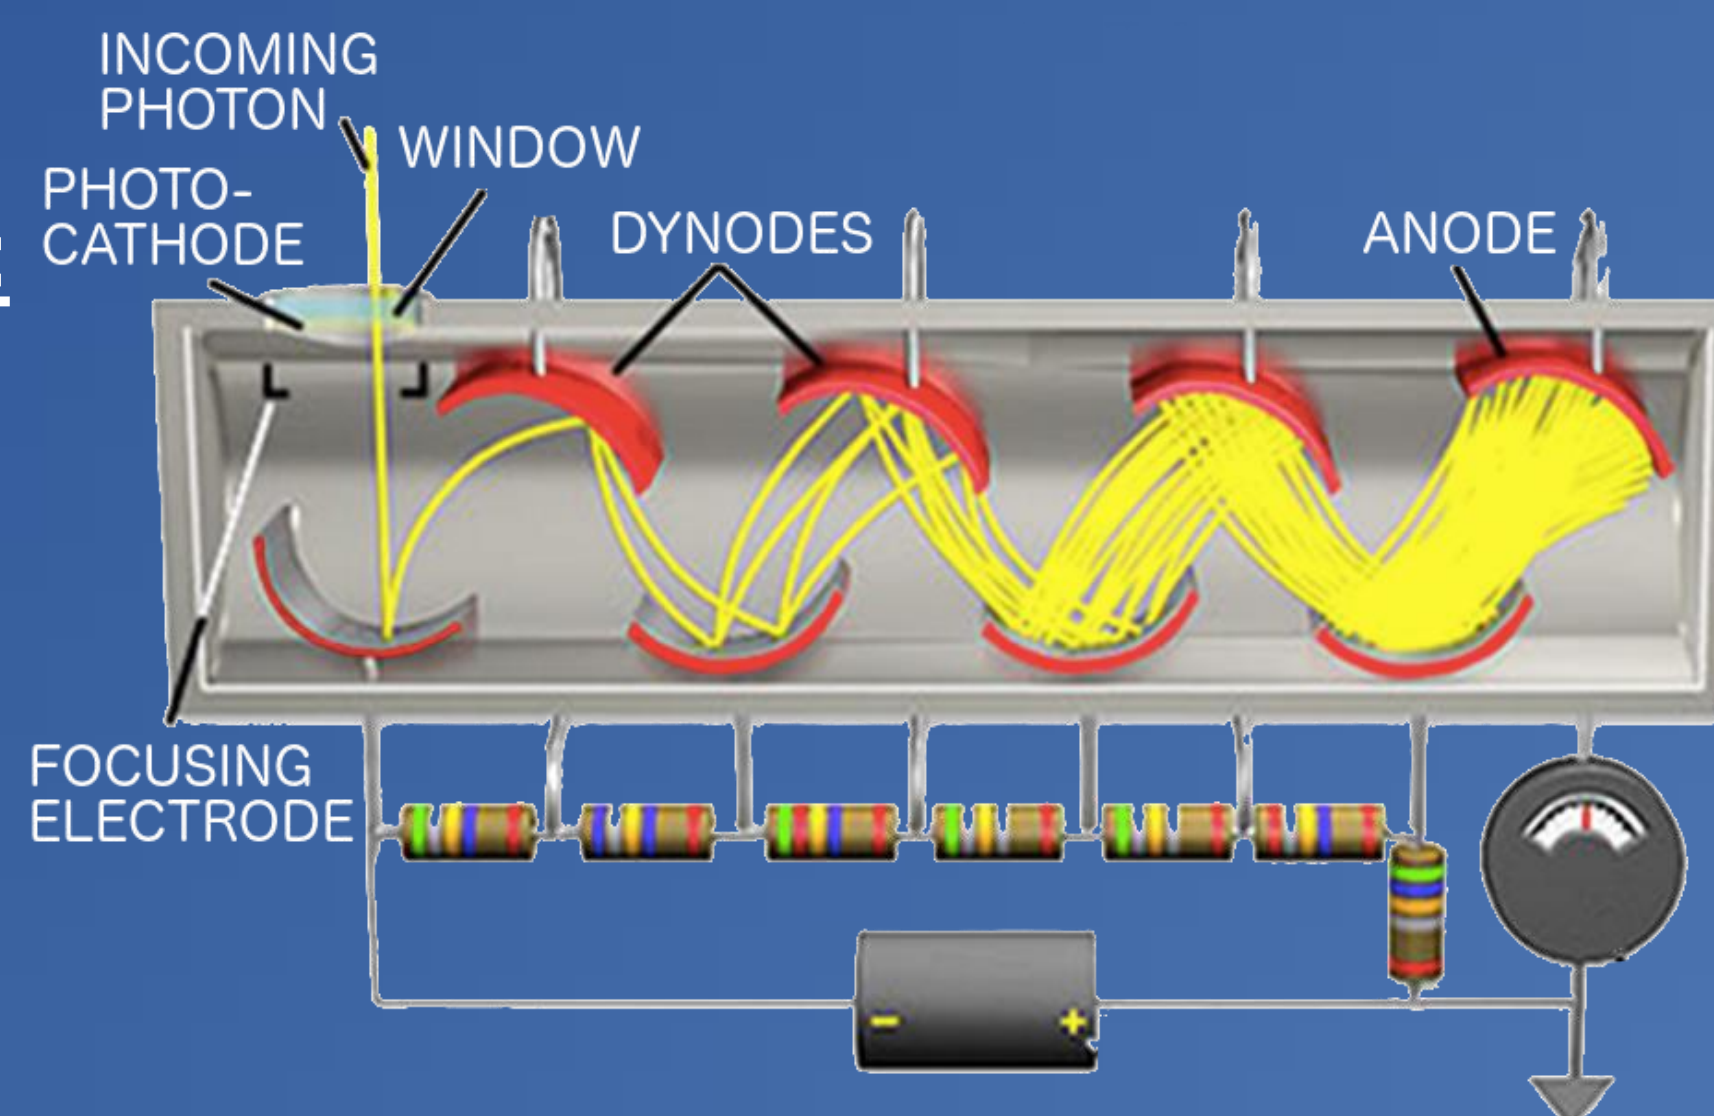 INCOMING
PHOTON
WINDOW
PHOTO-
CATHODE
DYNODES
ANODE
FOCUSING
ELECTRODE
-
+